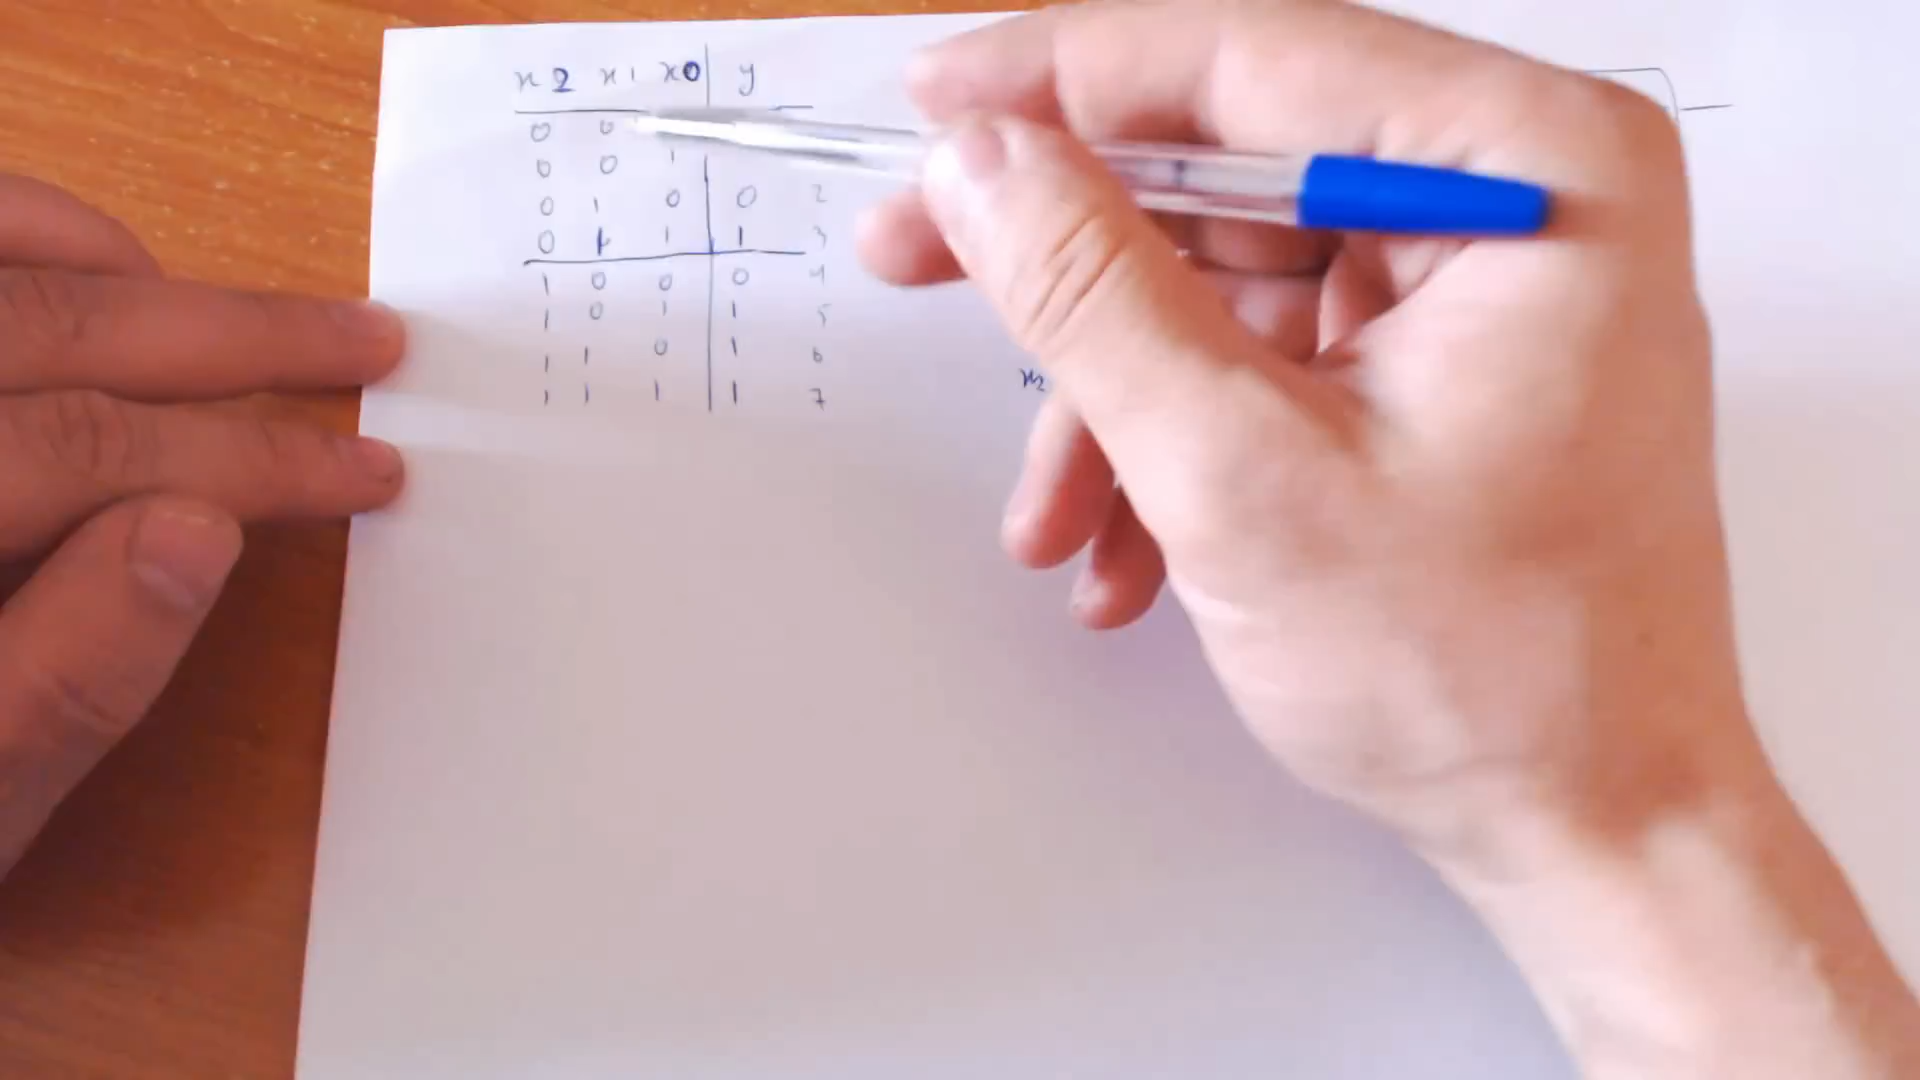 x2 x1 x0 y
0 0
0 0 1
0 1 0 0 2
0 1 1 1 3
1 0 0 0 4
1 0 1 1 5
1 1 0 1 6
1 1 1 1 7
x2